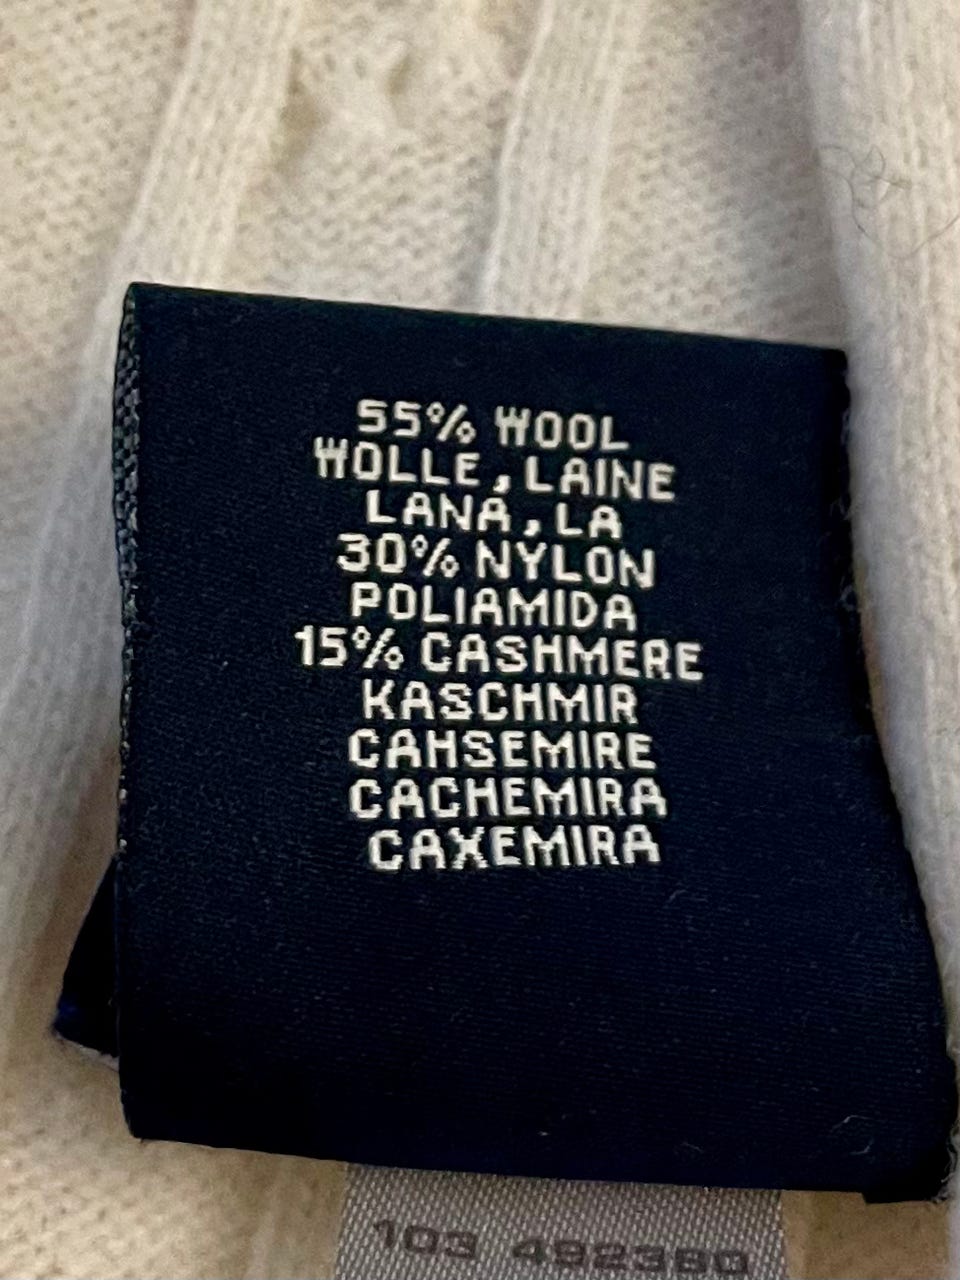 55% WOOL
WOLLE, LAINE
LANA, LA
30% NYLON
POLIAMIDA
15% CASHMERE
KASCHMIR
CAHSEMIRE
CACHEMIRA
CAXEMIRA
103 492380